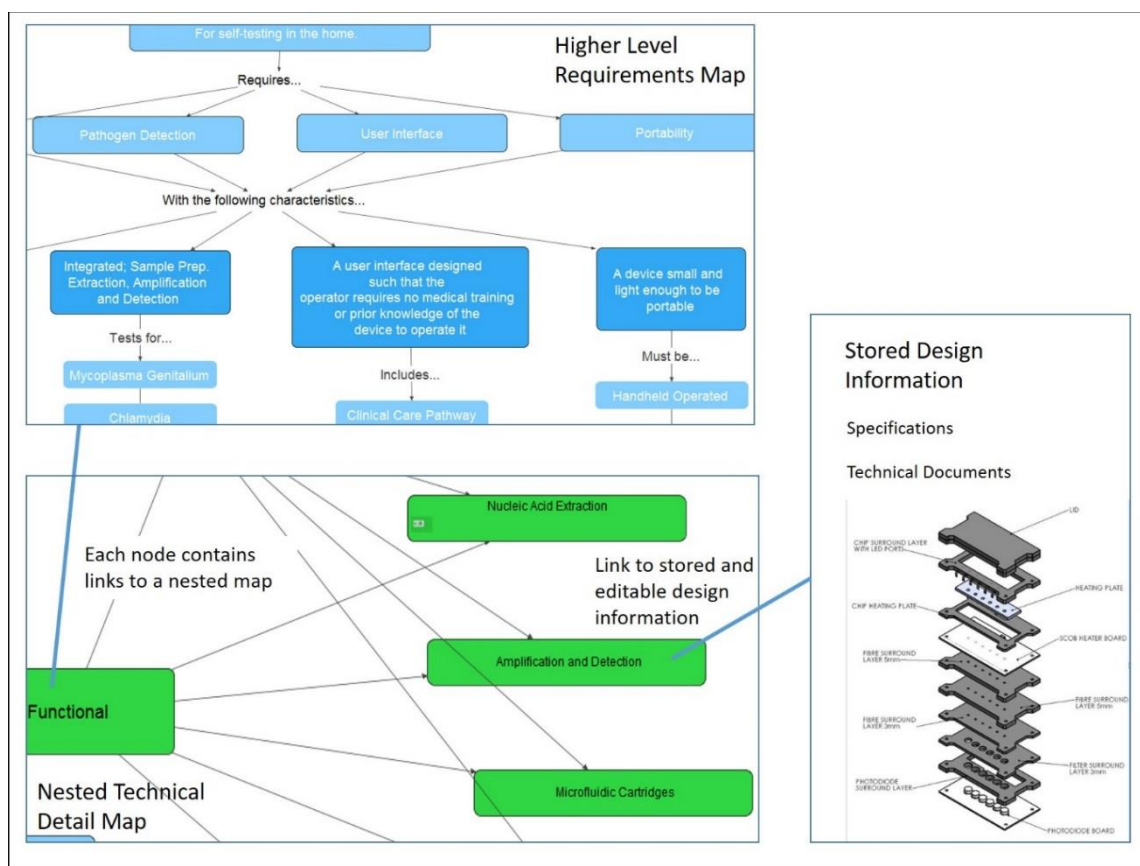 For self-testing in the home.
Higher Level
Requirements Map
Requires...
Pathogen Detection
User Interface
Portability
With the following characteristics...
Integrated; Sample Prep.
Extraction, Amplification
and Detection
A user interface designed
such that the
operator requires no medical training
or prior knowledge of the
device to operate it
A device small and
light enough to be
portable
Tests for...
Includes...
Must be...
Mycoplasma Genitalium
Chlamydia
Clinical Care Pathway
Handheld Operated
Each node contains
links to a nested map
Nucleic Acid Extraction
Link to stored and
editable design
information
Amplification and Detection
Functional
Microfluidic Cartridges
Nested Technical
Detail Map
Stored Design
Information
Specifications
Technical Documents
LID
CHIP SURROUND LAYER
WITH LED PORTS
HEATING PLATE
CHIP HEATING PLATE
SCOB HEATER BOARD
FIBRE SURROUND
LAYER 5mm
FIBRE SURROUND
LAYER 5mm
FIBRE SURROUND
LAYER 3mm
FILTER SURROUND
LAYER 3mm
PHOTODIODE
SURROUND LAYER
PHOTODIODE BOARD